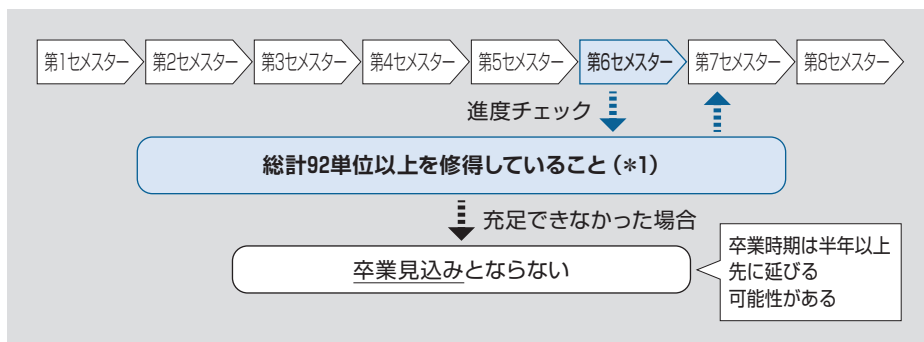 第1セメスター 第2セメスター 第3セメスター 第4セメスター 第5セメスター 第6セメスター 第7セメスター 第8セメスター
進度チェック
総計92単位以上を修得していること（*1）
充足できなかった場合
卒業見込みとならない
卒業時期は半年以上
先に延びる
可能性がある